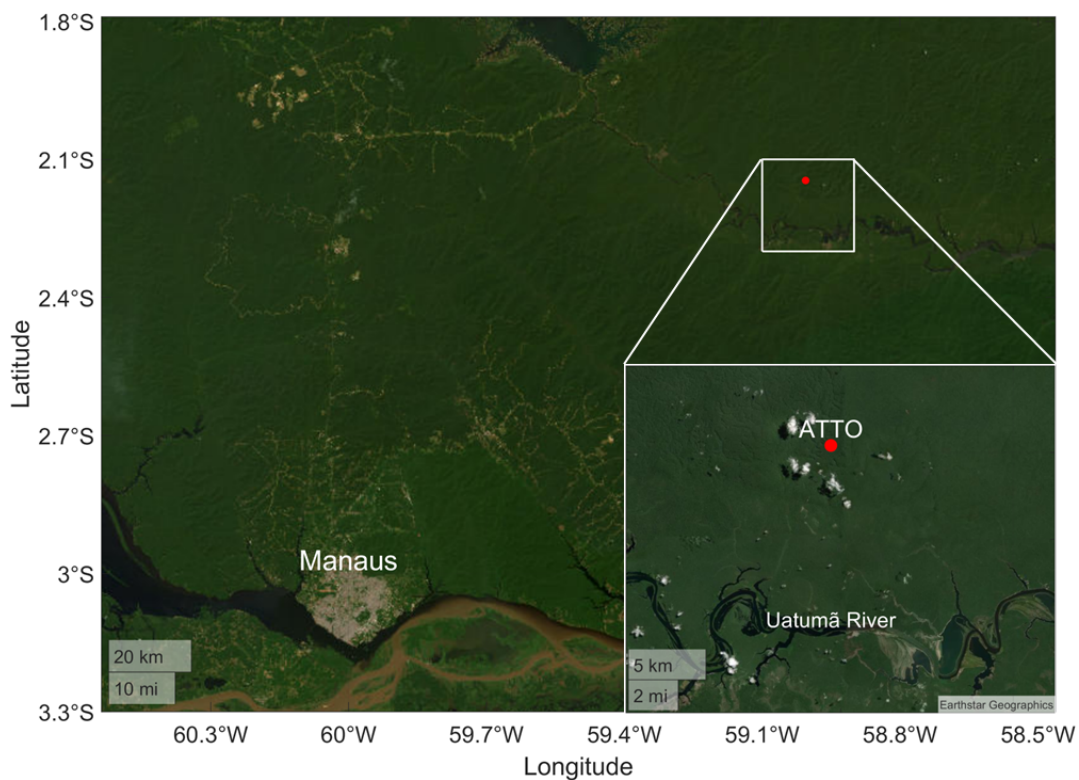 1.8°S
2.1°S
2.4°S
2.7°S
3°S
3.3°S
Latitude
ATTO
Manaus
Uatumã River
20 km
10 mi
5 km
2 mi
Earthstar Geographics
60.3°W
60°W
59.7°W
59.4°W
59.1°W
58.8°W
58.5°W
Longitude